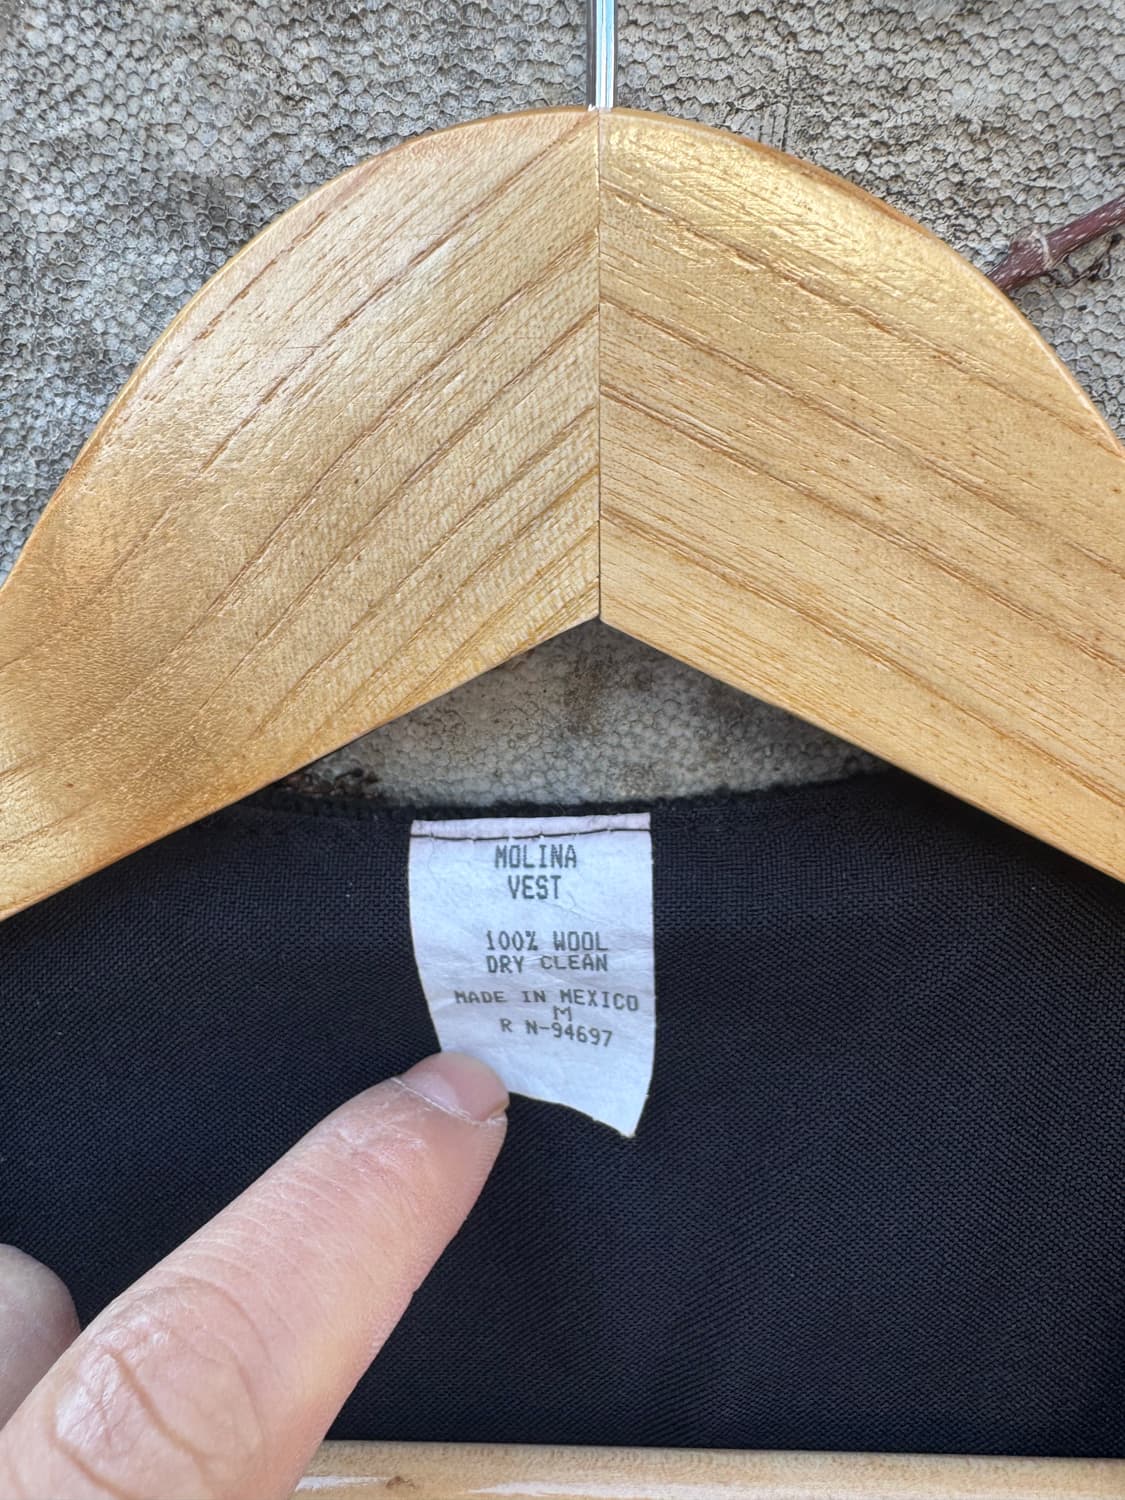 MOLINA
VEST
100% WOOL
DRY CLEAN
MADE IN MEXICO
M
R N-94697